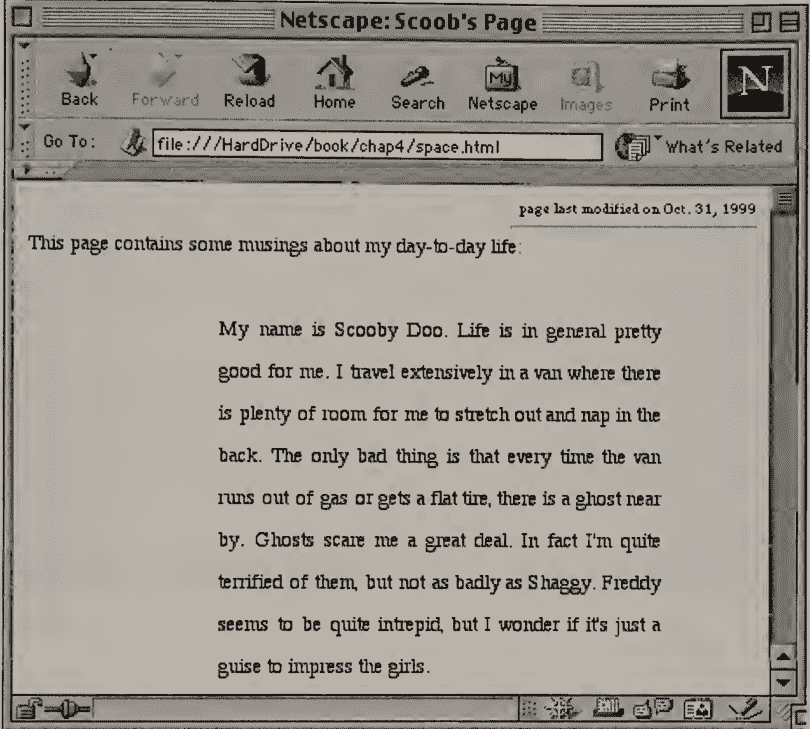 Netscape: Scoob's Page
Back Forward Reload Home Search Netscape Images Print
My
N
Go To: file:///HardDrive/book/chap4/space.html What's Related
page last modified on Oct. 31, 1999
This page contains some musings about my day-to-day life:
My name is Scooby Doo. Life is in general pretty
good for me. I travel extensively in a van where there
is plenty of room for me to stretch out and nap in the
back. The only bad thing is that every time the van
runs out of gas or gets a flat tire, there is a ghost near
by. Ghosts scare me a great deal. In fact I'm quite
terrified of them, but not as badly as Shaggy. Freddy
seems to be quite intrepid, but I wonder if it's just a
guise to impress the girls.